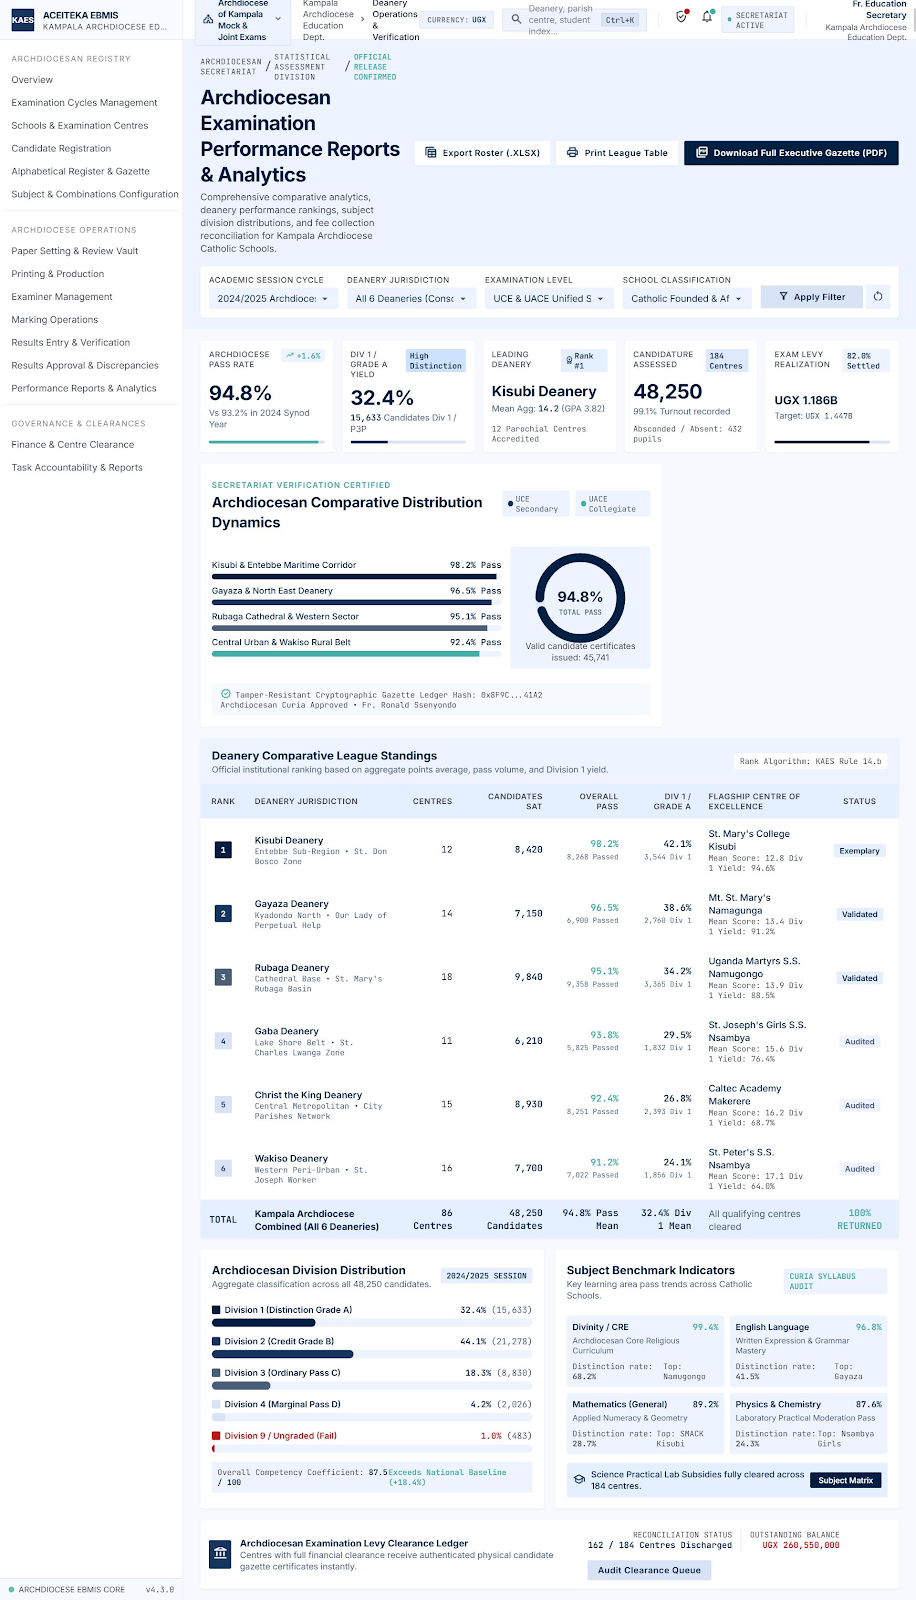 KAES
ACEITEKA EBMIS
KAMPALA ARCHDIOCESE ED...
ARCHDIOCESAN REGISTRY
Overview
Examination Cycles Management
Schools & Examination Centres
Candidate Registration
Alphabetical Register & Gazette
Subject & Combinations Configuration
ARCHDIOCESE OPERATIONS
Paper Setting & Review Vault
Printing & Production
Examiner Management
Marking Operations
Results Entry & Verification
Results Approval & Discrepancies
Performance Reports & Analytics
GOVERNANCE & CLEARANCES
Finance & Centre Clearance
Task Accountability & Reports
ARCHDIOCESE EBMIS CORE v4.3.0
Archdiocese
of Kampala
Mock &
Joint Exams
Kampala
Archdiocese
Education
Dept.
Deanery
Operations
&
Verification
CURRENCY: UGX
Deanery, parish
centre, student
index...
Ctrl+K
SECRETARIAT
ACTIVE
Fr. Education
Secretary
Kampala Archdiocese
Education Dept.
ARCHDIOCESAN
SECRETARIAT
/
STATISTICAL
ASSESSMENT
DIVISION
/
OFFICIAL
RELEASE
CONFIRMED
Archdiocesan
Examination
Performance Reports
& Analytics
Comprehensive comparative analytics,
deanery performance rankings, subject
division distributions, and fee collection
reconciliation for Kampala Archdiocese
Catholic Schools.
Export Roster (.XLSX)
Print League Table
Download Full Executive Gazette (PDF)
ACADEMIC SESSION CYCLE
2024/2025 Archdioces
DEANERY JURISDICTION
All 6 Deaneries (Consc
EXAMINATION LEVEL
UCE & UACE Unified S
SCHOOL CLASSIFICATION
Catholic Founded & Af
Apply Filter
ARCHDIOCESE
PASS RATE
+1.6%
94.8%
Vs 93.2% in 2024 Synod
Year
DIV 1 /
GRADE A
YIELD
High
Distinction
32.4%
15,633 Candidates Div 1 /
P3P
LEADING
DEANERY
Rank
#1
Kisubi Deanery
Mean Agg: 14.2 (GPA 3.82)
12 Parochial Centres
Accredited
CANDIDATURE
ASSESSED
184
Centres
48,250
99.1% Turnout recorded
Absconded / Absent: 432
pupils
EXAM LEVY
REALIZATION
82.0%
Settled
UGX 1.186B
Target: UGX 1.447B
SECRETARIAT VERIFICATION CERTIFIED
Archdiocesan Comparative Distribution
Dynamics
UCE
Secondary
UACE
Collegiate
Kisubi & Entebbe Maritime Corridor 98.2% Pass
Gayaza & North East Deanery 96.5% Pass
Rubaga Cathedral & Western Sector 95.1% Pass
Central Urban & Wakiso Rural Belt 92.4% Pass
94.8%
TOTAL PASS
Valid candidate certificates
issued: 45,741
Tamper-Resistant Cryptographic Gazette Ledger Hash: 0x8F9C...41A2
Archdiocesan Curia Approved • Fr. Ronald Ssenyondo
Deanery Comparative League Standings
Official institutional ranking based on aggregate points average, pass volume, and Division 1 yield.
Rank Algorithm: KAES Rule 14.b
RANK
DEANERY JURISDICTION
CENTRES
CANDIDATES
SAT
OVERALL
PASS
DIV 1 /
GRADE A
FLAGSHIP CENTRE OF
EXCELLENCE
STATUS
1
Kisubi Deanery
Entebbe Sub-Region • St. Don
Bosco Zone
12
8,420
98.2%
8,268 Passed
42.1%
3,544 Div 1
St. Mary's College
Kisubi
Mean Score: 12.8 Div
1 Yield: 94.6%
Exemplary
2
Gayaza Deanery
Kyadondo North • Our Lady of
Perpetual Help
14
7,150
96.5%
6,900 Passed
38.6%
2,760 Div 1
Mt. St. Mary's
Namagunga
Mean Score: 13.4 Div
1 Yield: 91.2%
Validated
3
Rubaga Deanery
Cathedral Base • St. Mary's
Rubaga Basin
18
9,840
95.1%
9,358 Passed
34.2%
3,365 Div 1
Uganda Martyrs S.S.
Namugongo
Mean Score: 13.9 Div
1 Yield: 88.5%
Validated
4
Gaba Deanery
Lake Shore Belt • St.
Charles Lwanga Zone
11
6,210
93.8%
5,825 Passed
29.5%
1,832 Div 1
St. Joseph's Girls S.S.
Nsambya
Mean Score: 15.6 Div
1 Yield: 76.4%
Audited
5
Christ the King Deanery
Central Metropolitan • City
Parishes Network
15
8,930
92.4%
8,251 Passed
26.8%
2,393 Div 1
Caltec Academy
Makerere
Mean Score: 16.2 Div
1 Yield: 68.7%
Audited
6
Wakiso Deanery
Western Peri-Urban • St.
Joseph Worker
16
7,700
91.2%
7,022 Passed
24.1%
1,856 Div 1
St. Peter's S.S.
Nsambya
Mean Score: 17.1 Div
1 Yield: 64.0%
Audited
TOTAL
Kampala Archdiocese
Combined (All 6 Deaneries)
86
Centres
48,250
Candidates
94.8% Pass
Mean
32.4% Div
1 Mean
All qualifying centres
cleared
100%
RETURNED
Archdiocesan Division Distribution
Aggregate classification across all 48,250 candidates.
2024/2025 SESSION
Division 1 (Distinction Grade A) 32.4% (15,633)
Division 2 (Credit Grade B) 44.1% (21,278)
Division 3 (Ordinary Pass C) 18.3% (8,830)
Division 4 (Marginal Pass D) 4.2% (2,026)
Division 9 / Ungraded (Fail) 1.0% (483)
Overall Competency Coefficient: 87.5
/ 100
Exceeds National Baseline
(+18.4%)
Subject Benchmark Indicators
Key learning area pass trends across Catholic
Schools.
CURIA SYLLABUS
AUDIT
Divinity / CRE 99.4%
Archdiocesan Core Religious
Curriculum
Distinction rate:
68.2%
Top:
Namugongo
English Language 96.8%
Written Expression & Grammar
Mastery
Distinction rate:
41.5%
Top:
Gayaza
Mathematics (General) 89.2%
Applied Numeracy & Geometry
Distinction rate:
28.7%
Top: SMACK
Kisubi
Physics & Chemistry 87.6%
Laboratory Practical Moderation Pass
Distinction rate:
24.3%
Top: Nsambya
Girls
Science Practical Lab Subsidies fully cleared across
184 centres.
Subject Matrix
Archdiocesan Examination Levy Clearance Ledger
Centres with full financial clearance receive authenticated physical candidate
gazette certificates instantly.
RECONCILIATION STATUS
162 / 184 Centres Discharged
OUTSTANDING BALANCE
UGX 260,550,000
Audit Clearance Queue